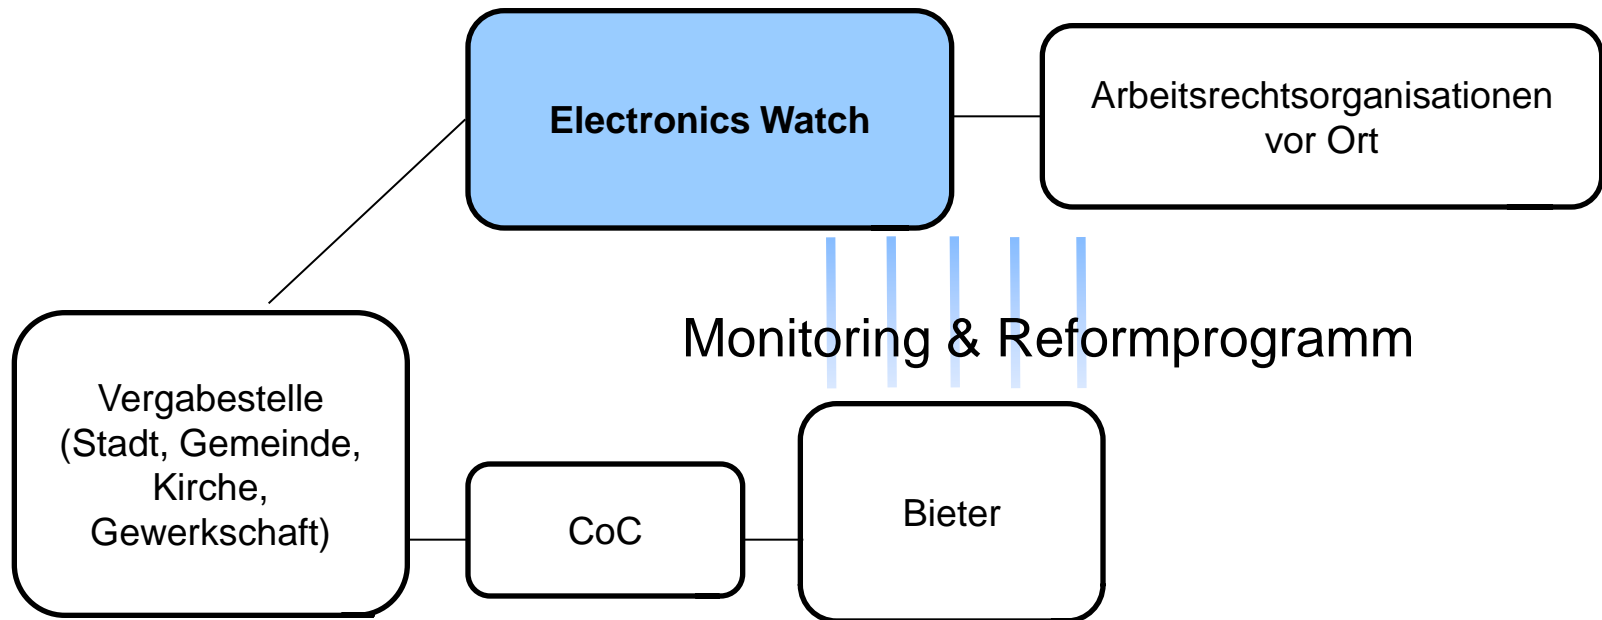 Electronics Watch
Arbeitsrechtsorganisationen
vor Ort
Monitoring & Reformprogramm
Vergabestelle
(Stadt, Gemeinde,
Kirche,
Gewerkschaft)
CoC
Bieter